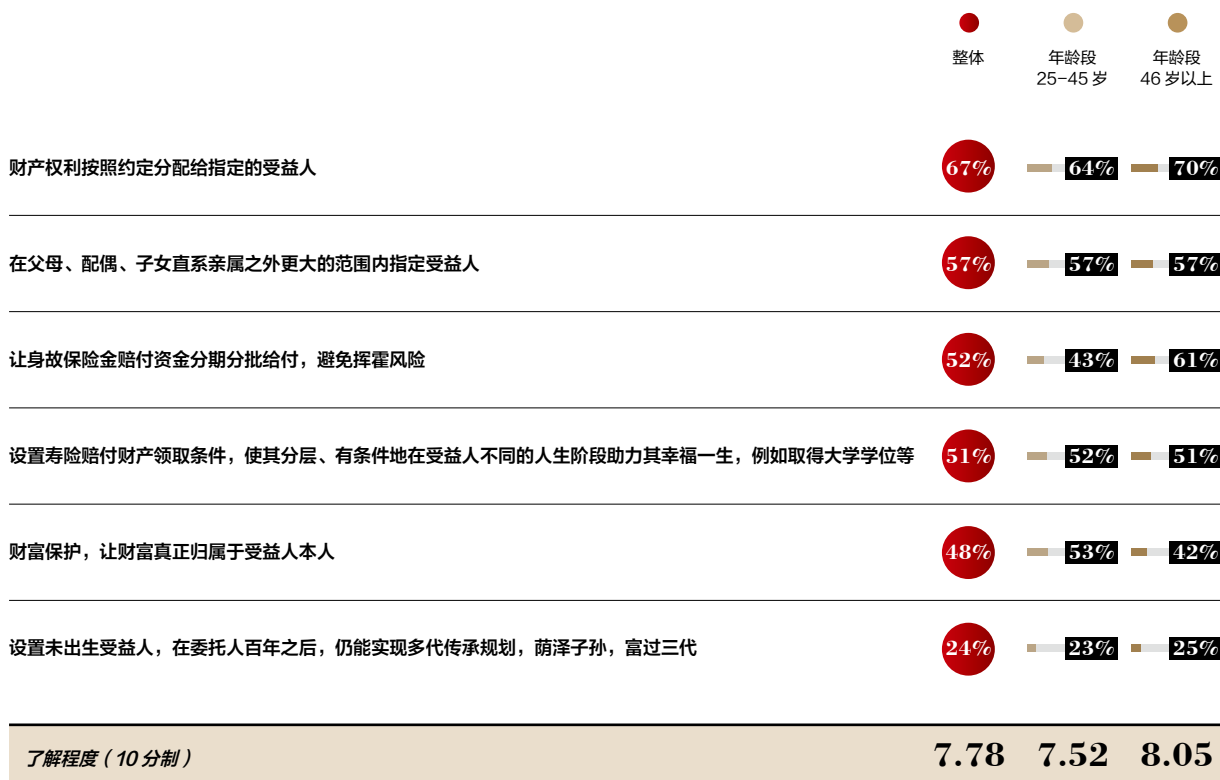 整体 年龄段 年龄段
25-45 岁 46 岁以上
财产权利按照约定分配给指定的受益人 67% 64% 70%
在父母、配偶、子女直系亲属之外更大的范围内指定受益人 57% 57% 57%
让身故保险金赔付资金分期分批给付，避免挥霍风险 52% 43% 61%
设置寿险赔付财产领取条件，使其分层、有条件地在受益人不同的人生阶段助力其幸福一生，例如取得大学学位等 51% 52% 51%
财富保护，让财富真正归属于受益人本人 48% 53% 42%
设置未出生受益人，在委托人百年之后，仍能实现多代传承规划，荫泽子孙，富过三代 24% 23% 25%
了解程度（10 分制） 7.78 7.52 8.05